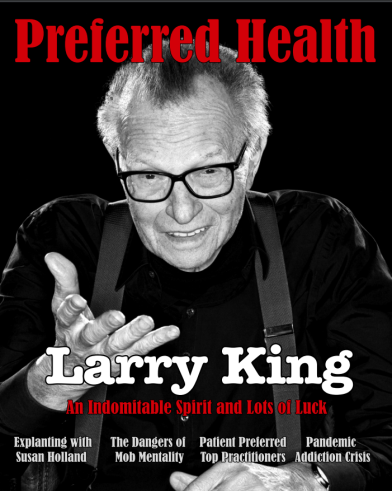 Preferred Health
Larry King
An Indomitable Spirit and Lots of Luck
Explanting with
Susan Holland
The Dangers of
Mob Mentality
Patient Preferred
Top Practitioners
Pandemic
Addiction Crisis